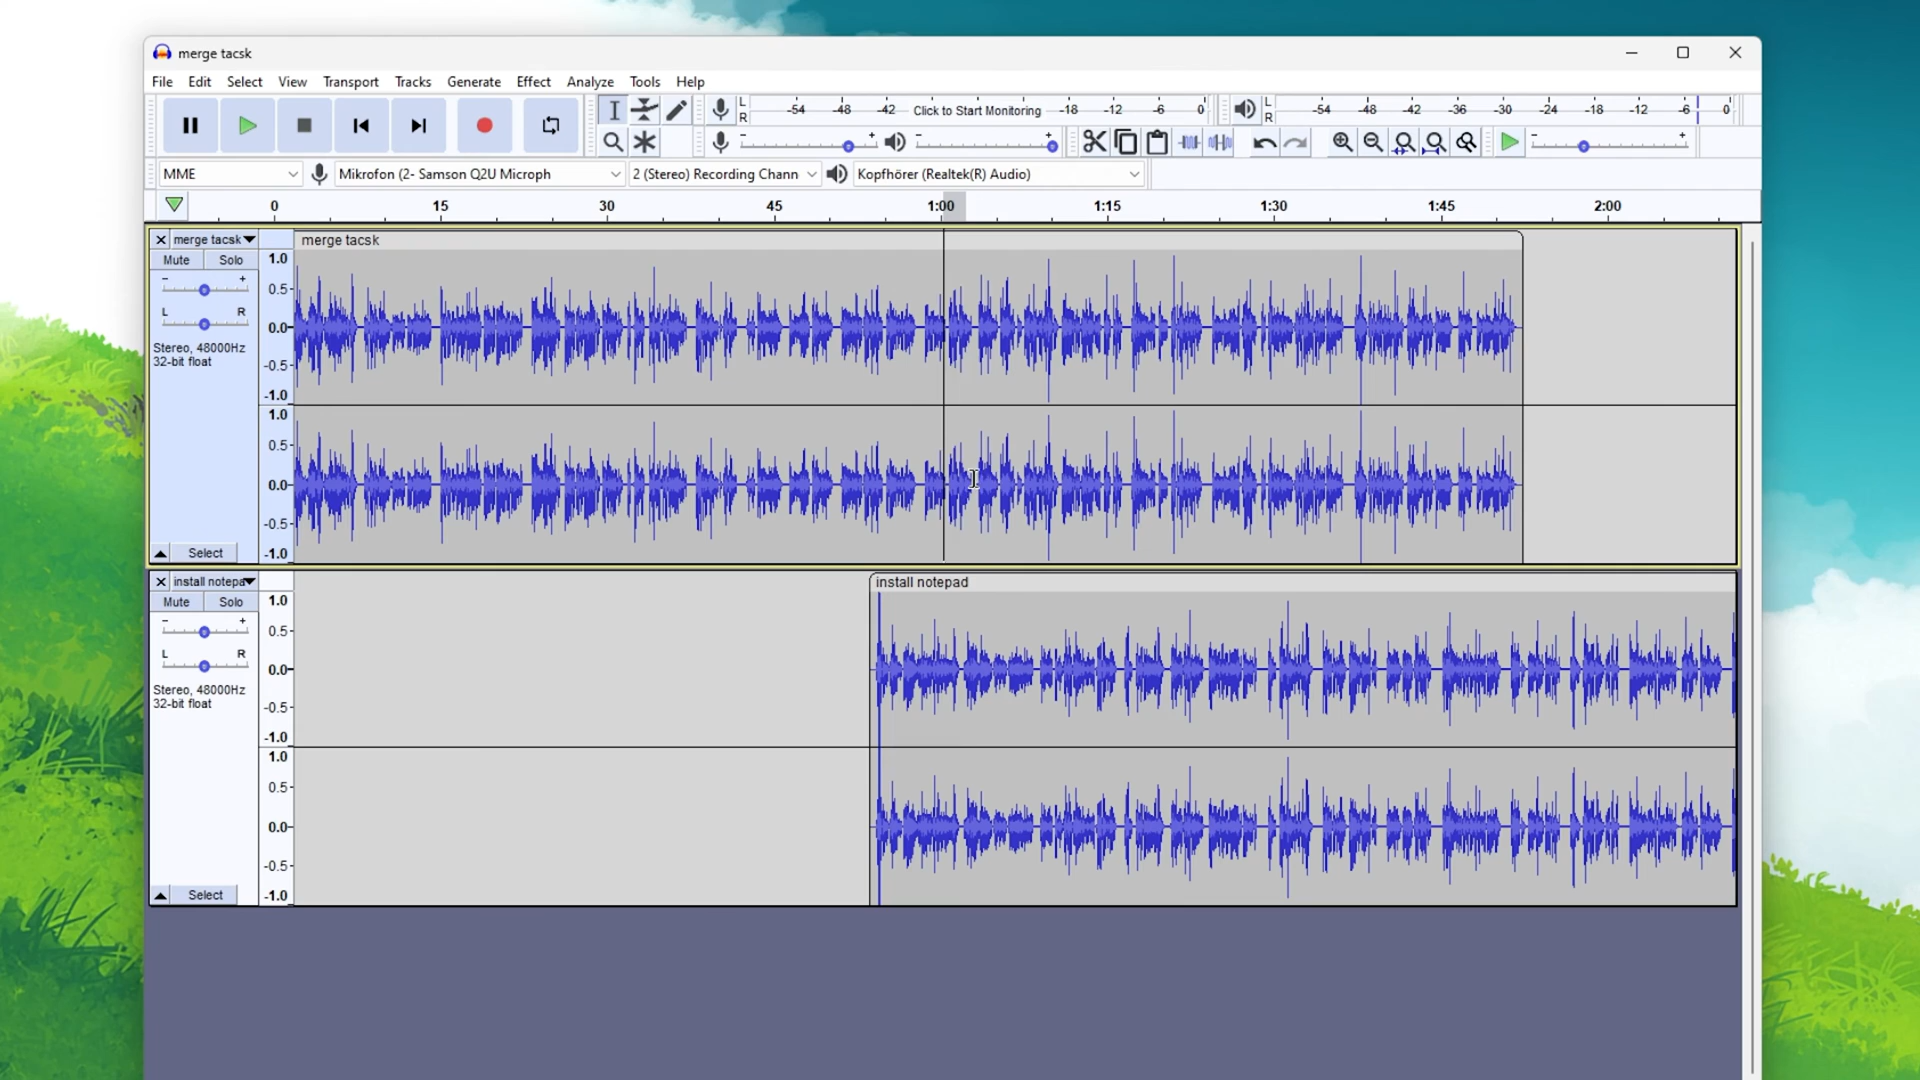 merge tacsk
File Edit Select View Transport Tracks Generate Effect Analyze Tools Help
L R -54 -48 -42 Click to Start Monitoring -18 -12 -6 0 L R -54 -48 -42 -36 -30 -24 -18 -12 -6 0
- + - + - +
MME Mikrofon (2- Samson Q2U Microph 2 (Stereo) Recording Chann Kopfhörer (Realtek(R) Audio)
0 15 30 45 1:00 1:15 1:30 1:45 2:00
merge tacsk merge tacsk
Mute Solo 1.0
- + 0.5
L R 0.0
Stereo, 48000Hz
32-bit float -0.5
-1.0
1.0
0.5
0.0
-0.5
Select -1.0
install notepa install notepad
Mute Solo 1.0
- + 0.5
L R 0.0
Stereo, 48000Hz
32-bit float -0.5
-1.0
1.0
0.5
0.0
-0.5
Select -1.0